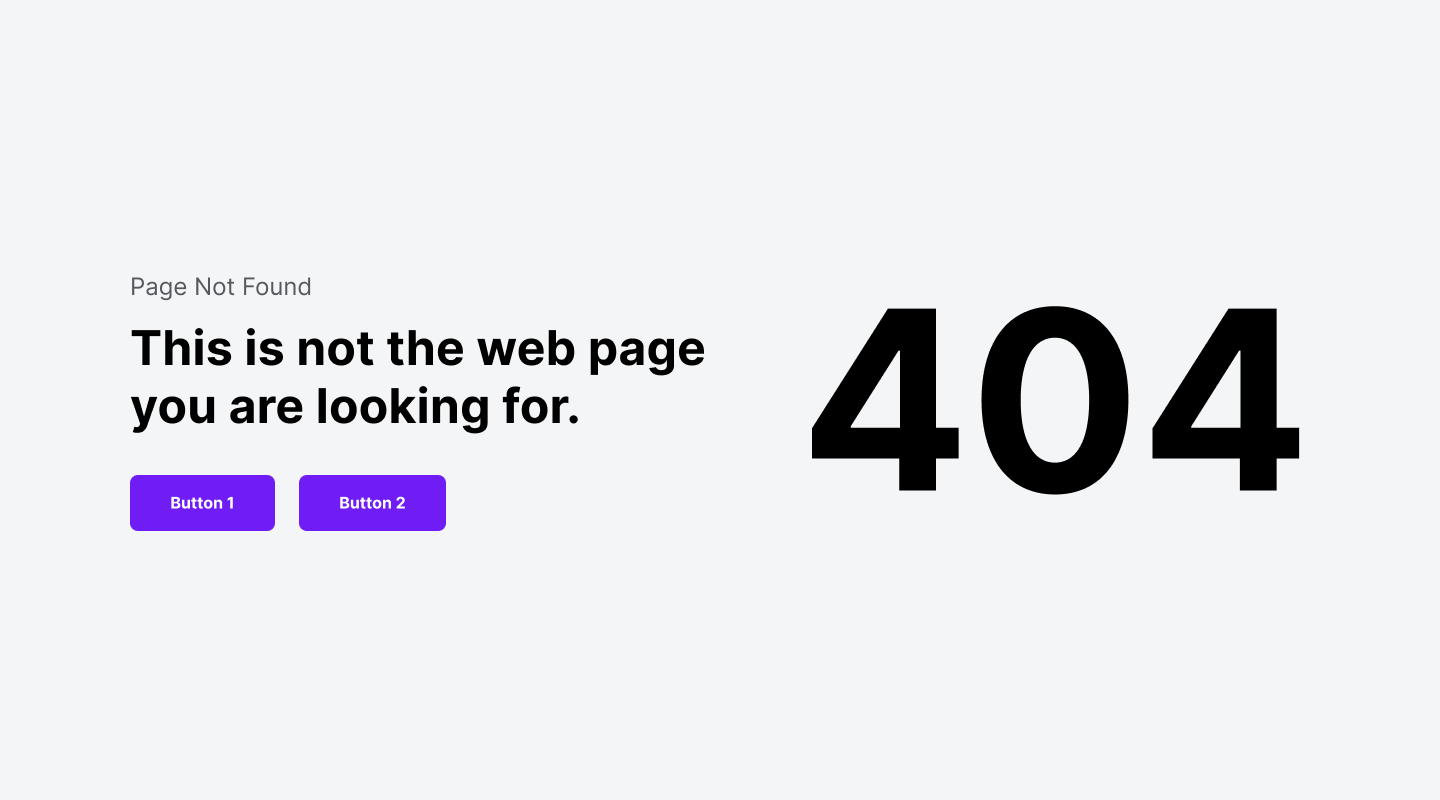 Page Not Found
This is not the web page
you are looking for.
Button 1
Button 2
404